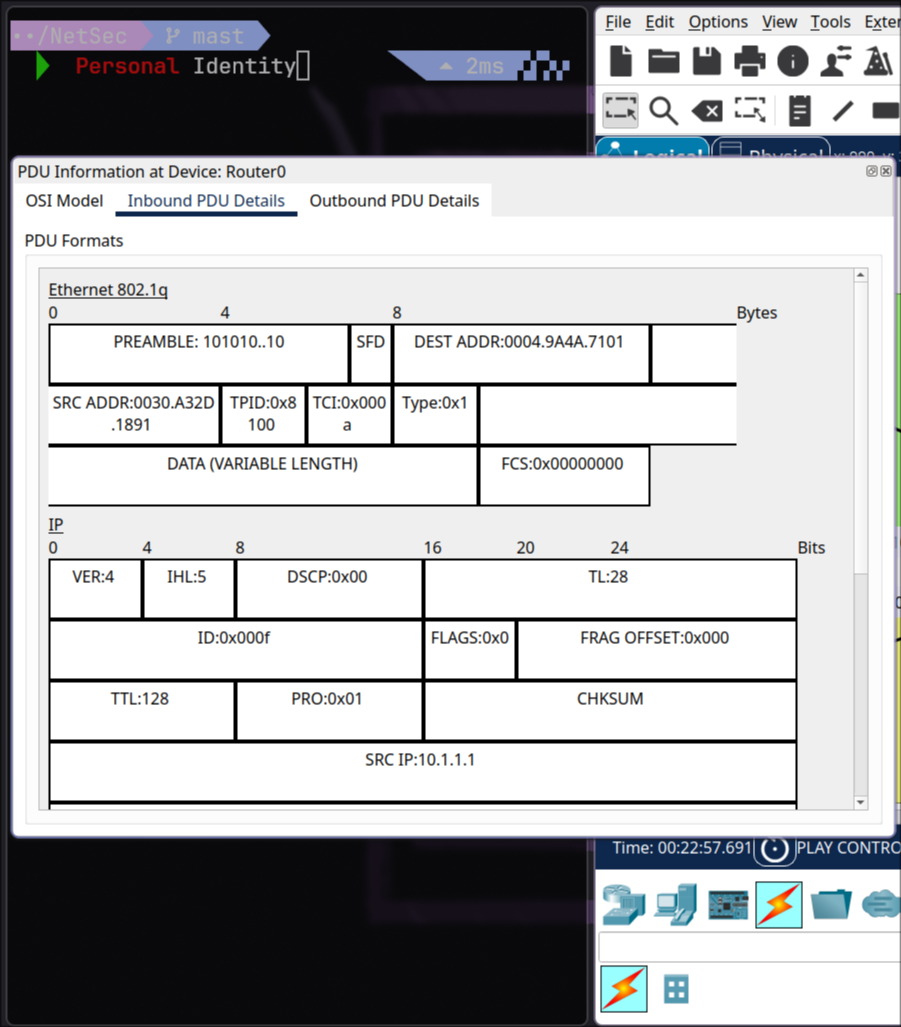 ../NetSec mast
Personal Identity 2ms
File Edit Options View Tools
PDU Information at Device: Router0
OSI Model Inbound PDU Details Outbound PDU Details
PDU Formats
Ethernet 802.1q
0 4 8 Bytes
PREAMBLE: 101010..10 SFD DEST ADDR:0004.9A4A.7101
SRC ADDR:0030.A32D TPID:0x8 TCI:0x000 Type:0x1
.1891 100 a
DATA (VARIABLE LENGTH) FCS:0x00000000
IP
0 4 8 16 20 24 Bits
VER:4 IHL:5 DSCP:0x00 TL:28
ID:0x000f FLAGS:0x0 FRAG OFFSET:0x000
TTL:128 PRO:0x01 CHKSUM
SRC IP:10.1.1.1
Time: 00:22:57.691 PLAY CONTRO